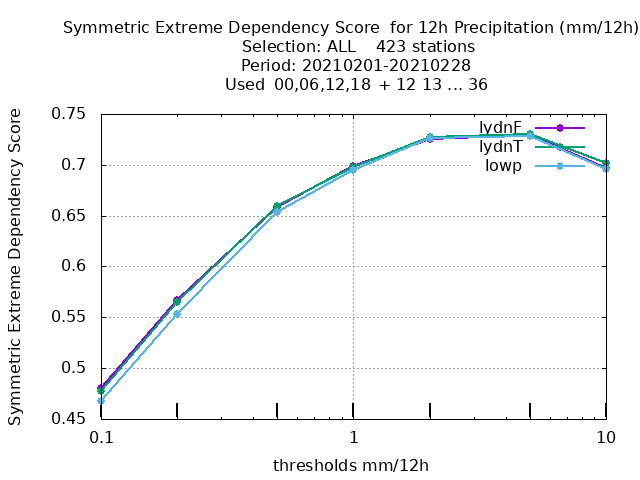 Symmetric Extreme Dependency Score  for 12h Precipitation (mm/12h)
Selection: ALL    423 stations
Period: 20210201-20210228
Used  00,06,12,18  + 12 13 ... 36
Symmetric Extreme Dependency Score
0.75
0.7
0.65
0.6
0.55
0.5
0.45
lydnF
lydnT
lowp
0.1
1
10
thresholds mm/12h